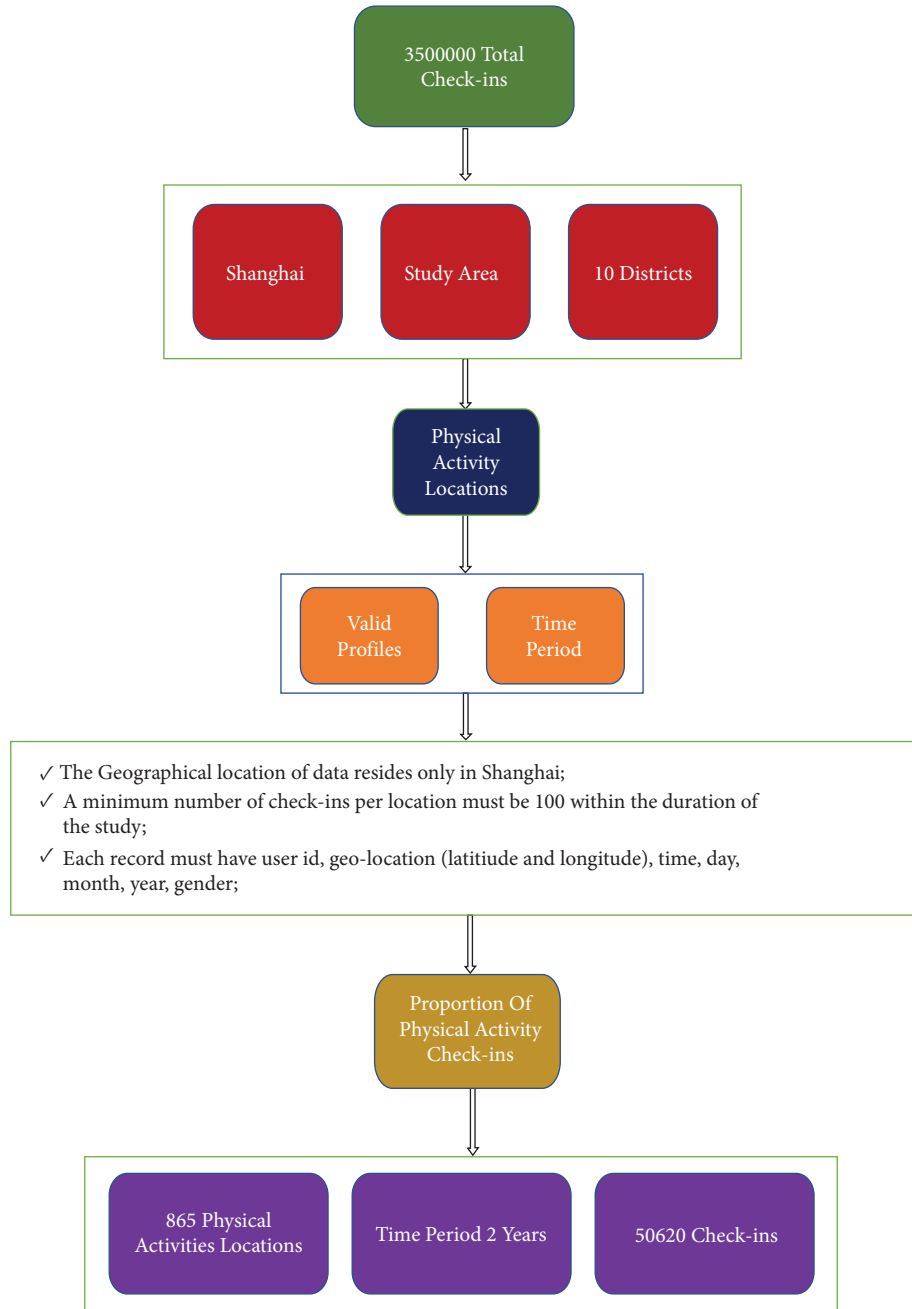 3500000 Total
Check-ins
Shanghai
Study Area
10 Districts
Physical
Activity
Locations
Valid
Profiles
Time
Period
✓ The Geographical location of data resides only in Shanghai;
✓ A minimum number of check-ins per location must be 100 within the duration of
the study;
✓ Each record must have user id, geo-location (latitiude and longitude), time, day,
month, year, gender;
Proportion Of
Physical Activity
Check-ins
865 Physical
Activities Locations
Time Period 2 Years
50620 Check-ins